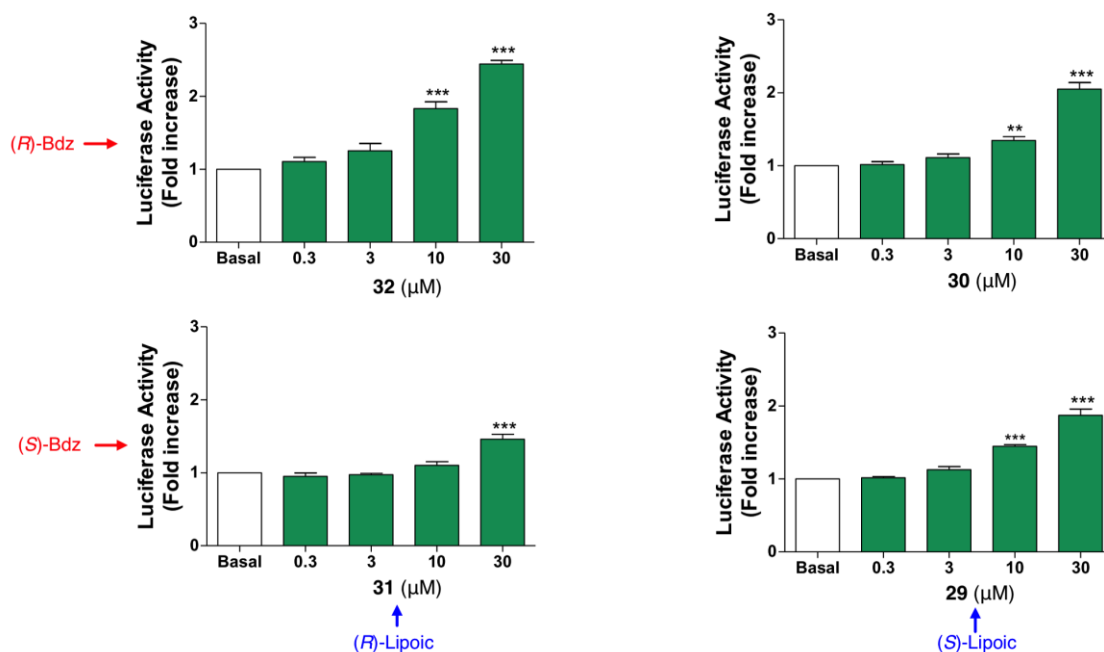 Luciferase Activity
(Fold increase)
3
2
1
0
***
***
Basal 0.3 3 10 30
32 (µM)
(R)-Bdz
Luciferase Activity
(Fold increase)
3
2
1
0
**
***
Basal 0.3 3 10 30
30 (µM)
(S)-Bdz
Luciferase Activity
(Fold increase)
3
2
1
0
***
Basal 0.3 3 10 30
31 (µM)
(R)-Lipoic
Luciferase Activity
(Fold increase)
3
2
1
0
***
***
Basal 0.3 3 10 30
29 (µM)
(S)-Lipoic